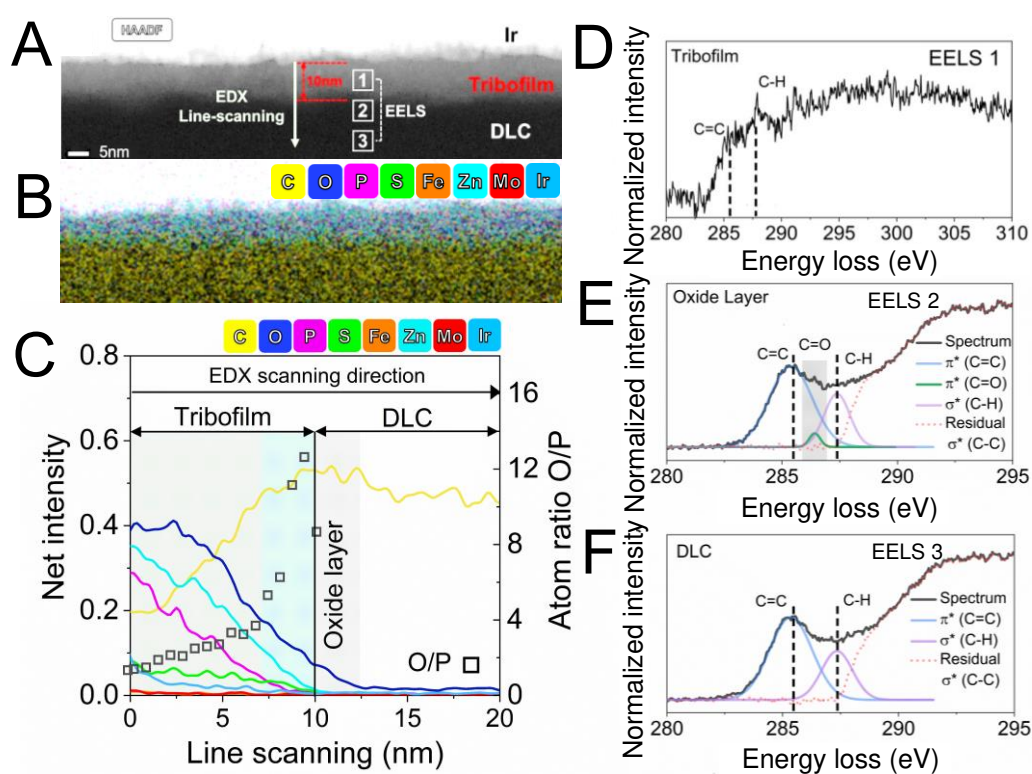 A
HAADF
Ir
10nm
1
Tribofilm
EDX
Line-scanning
2
EELS
3
DLC
5nm
B
C O P S Fe Zn Mo Ir
C
C O P S Fe Zn Mo Ir
EDX scanning direction
Tribofilm
DLC
Oxide layer
O/P
0.8
0.6
0.4
0.2
0.0
Net intensity
16
12
8
4
0
Atom ratio O/P
0 5 10 15 20
Line scanning (nm)
D
Tribofilm
EELS 1
C-H
C=C
Normalized intensity
280 285 290 295 300 305 310
Energy loss (eV)
E
Oxide Layer
EELS 2
C=O
C=C
C-H
Spectrum
π* (C=C)
π* (C=O)
σ* (C-H)
Residual
σ* (C-C)
Normalized intensity
280 285 290 295
Energy loss (eV)
F
DLC
EELS 3
C=C
C-H
Spectrum
π* (C=C)
σ* (C-H)
Residual
σ* (C-C)
Normalized intensity
280 285 290 295
Energy loss (eV)